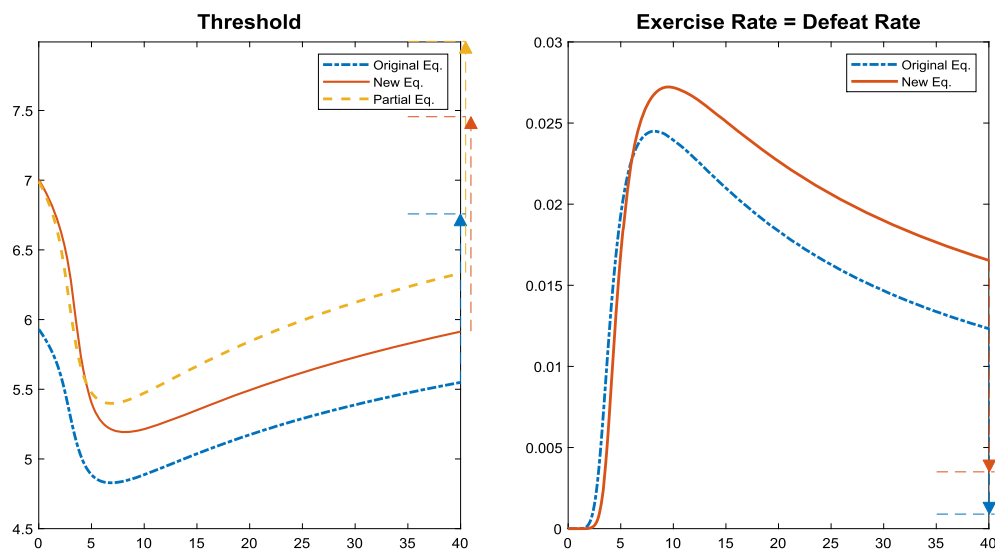 Threshold
Original Eq.
New Eq.
Partial Eq.
7.5
7
6.5
6
5.5
5
4.5
0 5 10 15 20 25 30 35 40
Exercise Rate = Defeat Rate
Original Eq.
New Eq.
0.03
0.025
0.02
0.015
0.01
0.005
0
0 5 10 15 20 25 30 35 40